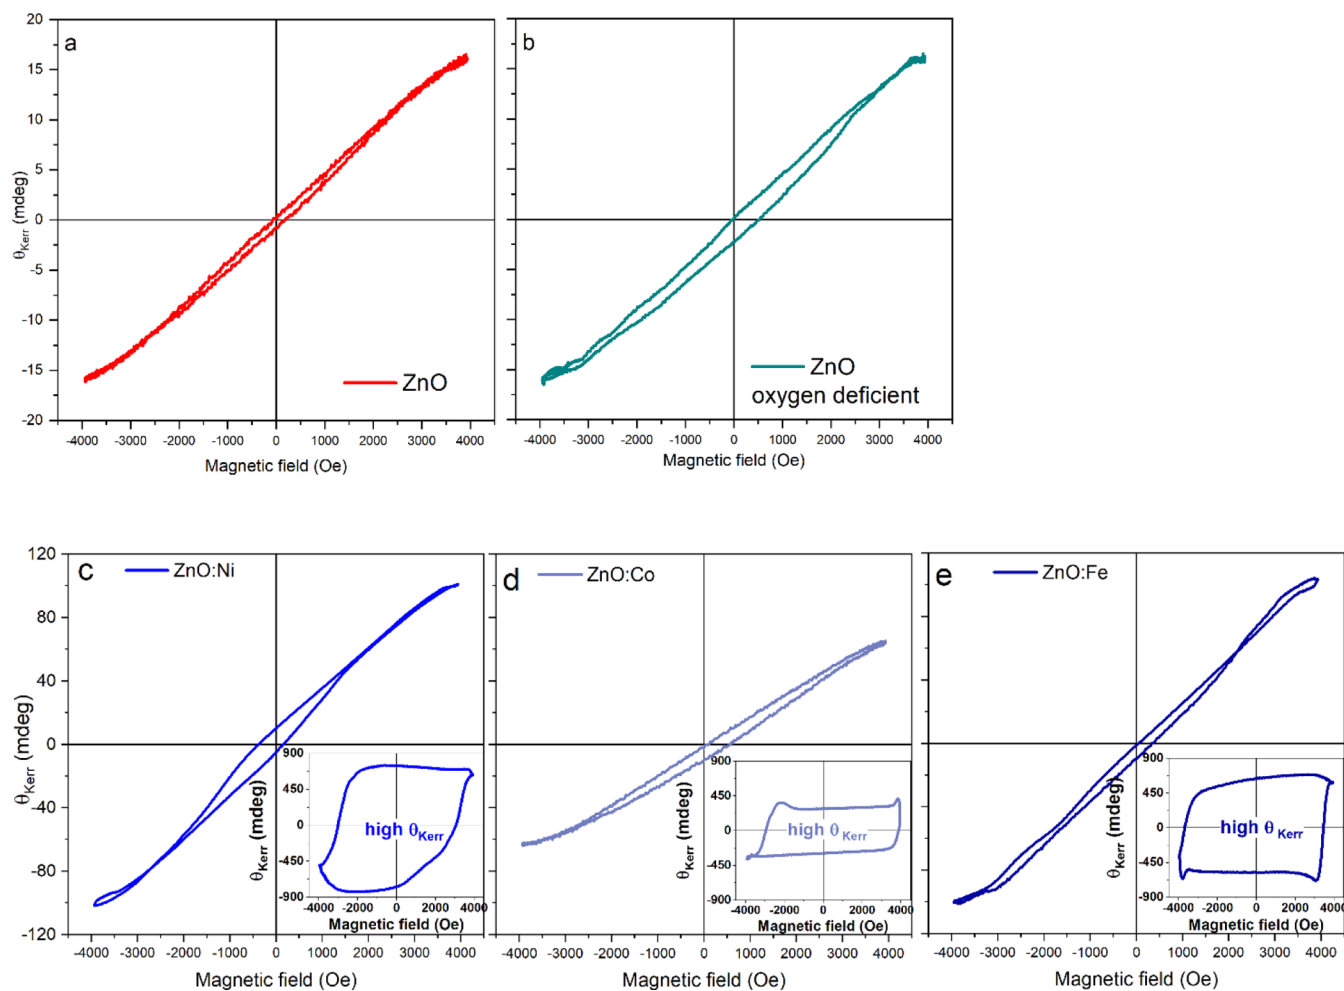 a
20
15
10
5
0
-5
-10
-15
20
θKerr (mdeg)
ZnO
-4000 -3000 -2000 -1000 0 1000 2000 3000 4000
Magnetic field (Oe)
b
ZnO
oxygen deficient
-4000 -3000 -2000 -1000 0 1000 2000 3000 4000
Magnetic field (Oe)
c
ZnO:Ni
120
80
40
0
-40
-80
-120
θKerr (mdeg)
-4000 -3000 -2000 -1000 0 1000 2000 3000 4000
Magnetic field (Oe)
900
450
0
-450
-900
θKerr (mdeg)
high θKerr
-4000 -2000 0 2000 4000
Magnetic field (Oe)
d
ZnO:Co
-4000 -3000 -2000 -1000 0 1000 2000 3000 4000
Magnetic field (Oe)
900
450
0
-450
-900
θKerr (mdeg)
high θKerr
-4000 -2000 0 2000 4000
Magnetic field (Oe)
e
ZnO:Fe
-4000 -3000 -2000 -1000 0 1000 2000 3000 4000
Magnetic field (Oe)
900
450
0
-450
900
θKerr (mdeg)
high θKerr
-4000 -2000 0 2000 4000
Magnetic field (Oe)